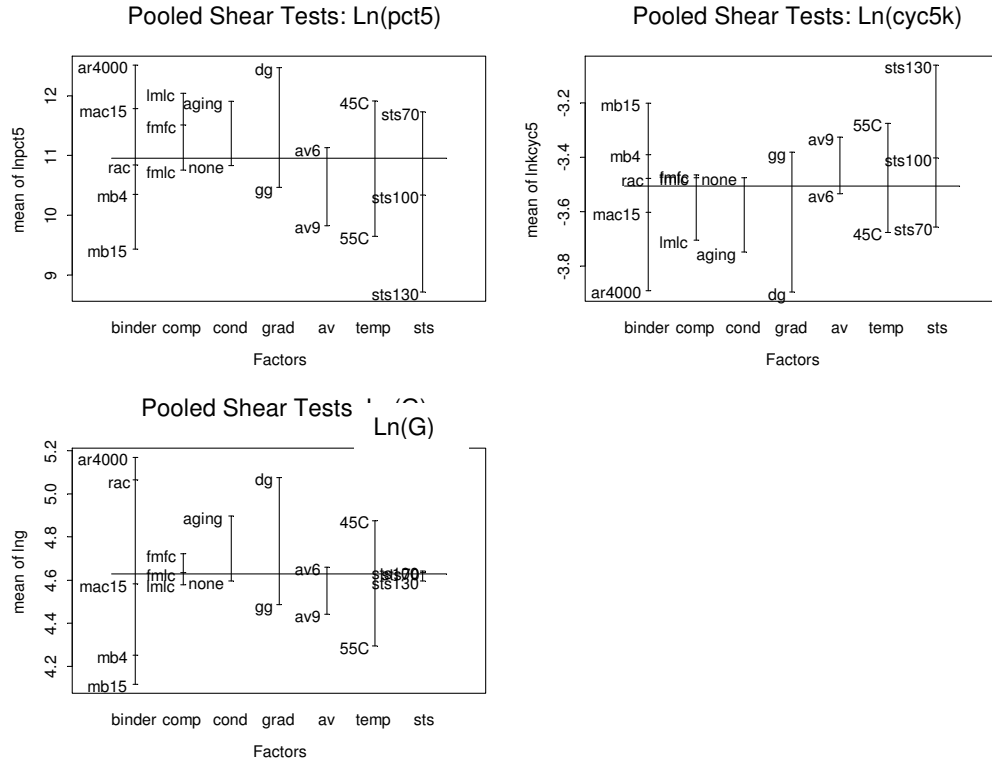 Pooled Shear Tests: Ln(pct5)
mean of lnpct5
12
11
10
9
ar4000
mac15
rac
mb4
mb15
lmlc
fmfc
fmlc
aging
none
dg
gg
av6
av9
45C
55C
sts70
sts100
sts130
binder comp cond grad av temp sts
Factors
Pooled Shear Tests: Ln(cyc5k)
mean of lnkcyc5
-3.2
-3.4
-3.6
-3.8
mb15
mb4
rac
mac15
ar4000
fmfc
lmlc
none
aging
gg
dg
av9
av6
55C
45C
sts130
sts100
sts70
binder comp cond grad av temp sts
Factors
Pooled Shear Tests
Ln(G)
mean of lng
5.2
5.0
4.8
4.6
4.4
4.2
ar4000
rac
mac15
mb4
mb15
fmfc
fmlc
lmlc
aging
none
dg
gg
av6
av9
45C
55C
sts130
binder comp cond grad av temp sts
Factors